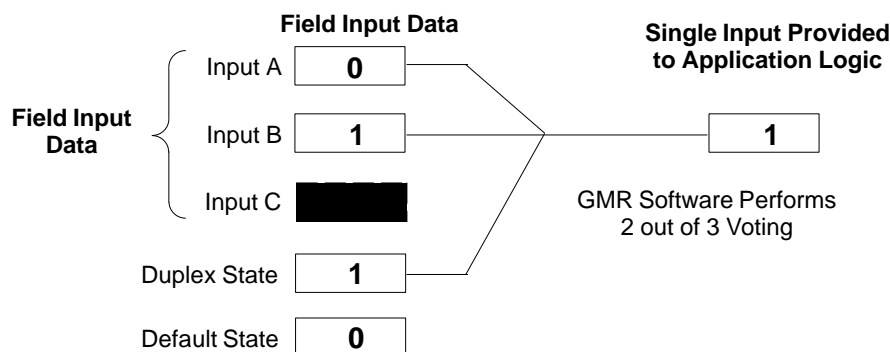 Field Input Data
Single Input Provided
to Application Logic
Input A 0
Field Input
Data
Input B 1
1
Input C
GMR Software Performs
2 out of 3 Voting
Duplex State 1
Default State 0